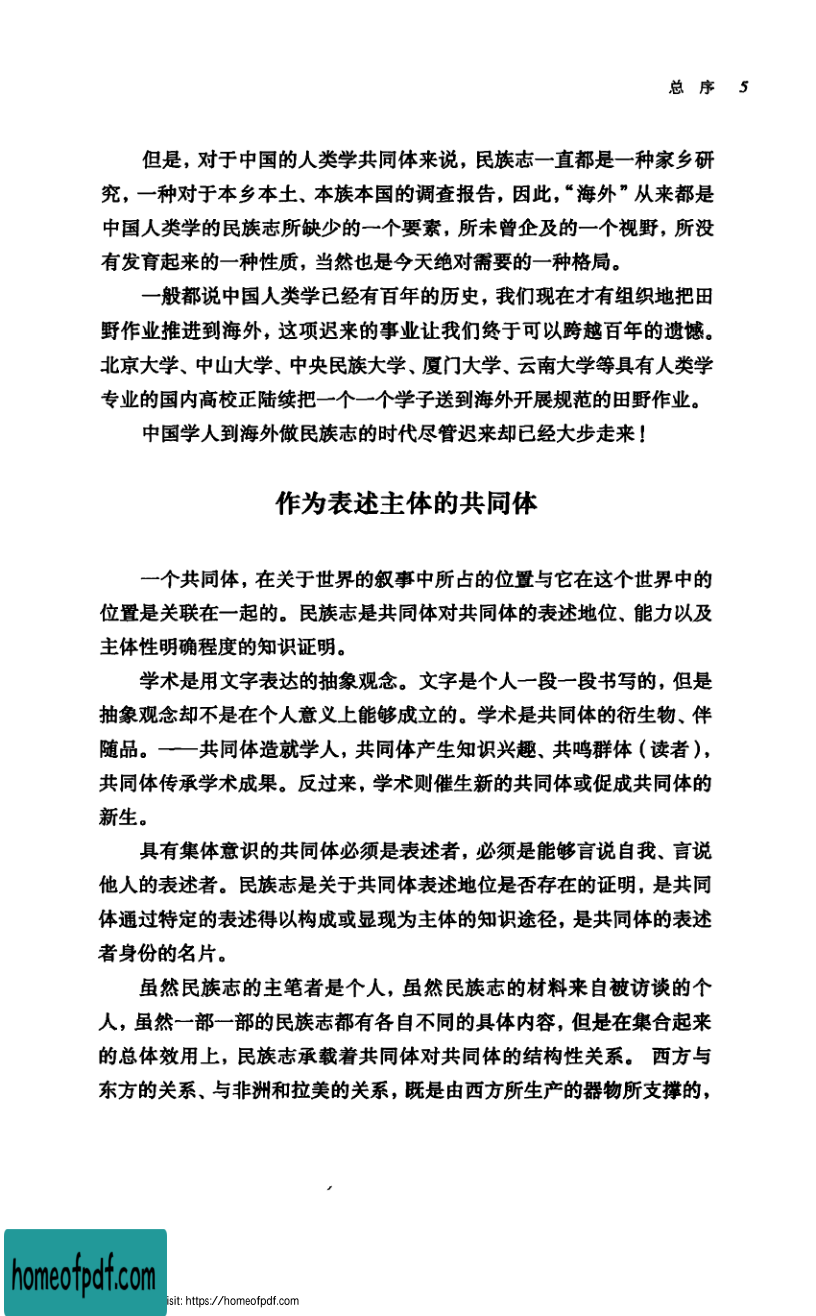 总 序 5
但是，对于中国的人类学共同体来说，民族志一直都是一种家乡研
究，一种对于本乡本土、本族本国的调查报告，因此，“海外”从来都是
中国人类学的民族志所缺少的一个要素，所未曾企及的一个视野，所没
有发育起来的一种性质，当然也是今天绝对需要的一种格局。
一般都说中国人类学已经有百年的历史，我们现在才有组织地把田
野作业推进到海外，这项迟来的事业让我们终于可以跨越百年的遗憾。
北京大学、中山大学、中央民族大学、厦门大学、云南大学等具有人类学
专业的国内高校正陆续把一个一个学子送到海外开展规范的田野作业。
中国学人到海外做民族志的时代尽管迟来却已经大步走来！
作为表述主体的共同体
一个共同体，在关于世界的叙事中所占的位置与它在这个世界中的
位置是关联在一起的。民族志是共同体对共同体的表述地位、能力以及
主体性明确程度的知识证明。
学术是用文字表达的抽象观念。文字是个人一段一段书写的，但是
抽象观念却不是在个人意义上能够成立的。学术是共同体的衍生物、伴
随品。——共同体造就学人，共同体产生知识兴趣、共鸣群体（读者），
共同体传承学术成果。反过来，学术则催生新的共同体或促成共同体的
新生。
具有集体意识的共同体必须是表述者，必须是能够言说自我、言说
他人的表述者。民族志是关于共同体表述地位是否存在的证明，是共同
体通过特定的表述得以构成或显现为主体的知识途径，是共同体的表述
者身份的名片。
虽然民族志的主笔者是个人，虽然民族志的材料来自被访谈的个
人，虽然一部一部的民族志都有各自不同的具体内容，但是在集合起来
的总体效用上，民族志承载着共同体对共同体的结构性关系。西方与
东方的关系、与非洲和拉美的关系，既是由西方所生产的器物所支撑的，
homeofpdf.com
isit: https://homeofpdf.com